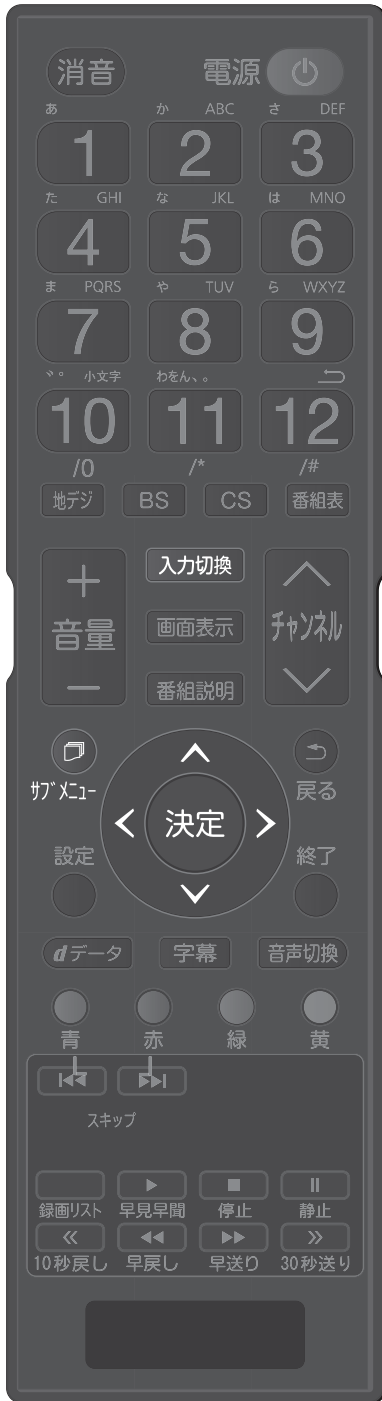 消音 電源
あ か ABC さ DEF
1 2 3
た GHI な JKL は MNO
4 5 6
ま PQRS や TUV ら WXYZ
7 8 9
゛゜ 小文字 わをん、。
10 11 12
/0 /* /#
地デジ BS CS 番組表
入力切換
+ 音量 − 画面表示 チャンネル
番組説明
サブメニュー 戻る
決定
設定 終了
dデータ 字幕 音声切換
青 赤 緑 黄
スキップ
録画リスト 早見早聞 停止 静止
10秒戻し 早戻し 早送り 30秒送り